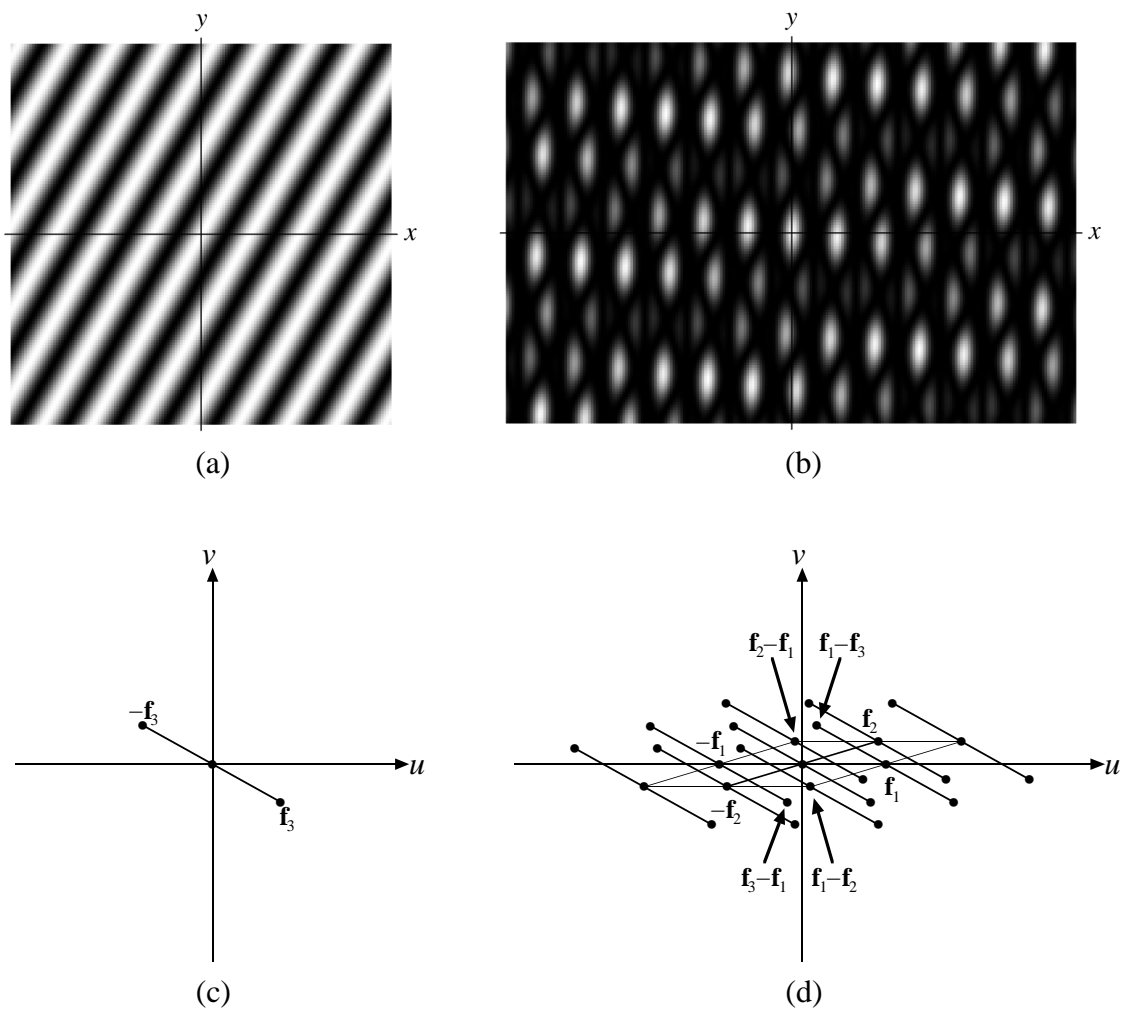 y
y
x
x
(a)
(b)
v
v
f₂–f₁
f₁–f₃
–f₃
f₂
–f₁
u
u
f₁
f₃
–f₂
f₃–f₁
f₁–f₂
(c)
(d)